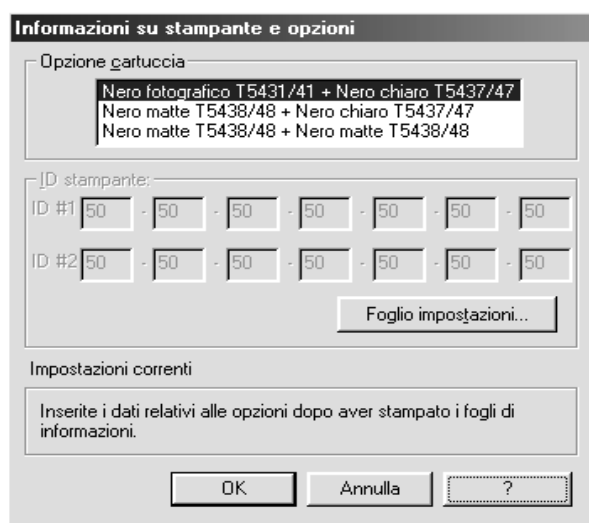 Informazioni su stampante e opzioni
Opzione cartuccia
Nero fotografico T5431/41 + Nero chiaro T5437/47
Nero matte T5438/48 + Nero chiaro T5437/47
Nero matte T5438/48 + Nero matte T5438/48
ID stampante:
ID #1 50 - 50 - 50 - 50 - 50 - 50 - 50
ID #2 50 - 50 - 50 - 50 - 50 - 50 - 50
Foglio impostazioni...
Impostazioni correnti
Inserite i dati relativi alle opzioni dopo aver stampato i fogli di
informazioni.
OK Annulla ?